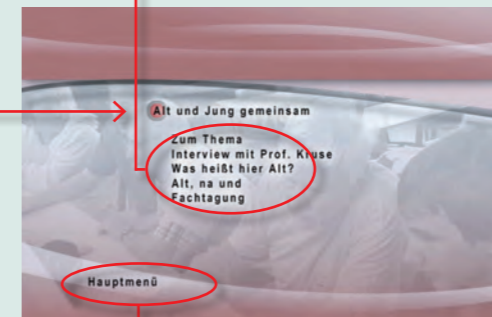 Alt und Jung gemeinsam
Zum Thema
Interview mit Prof. Kruse
Was heißt hier Alt?
Alt, na und
Fachtagung
Hauptmenü